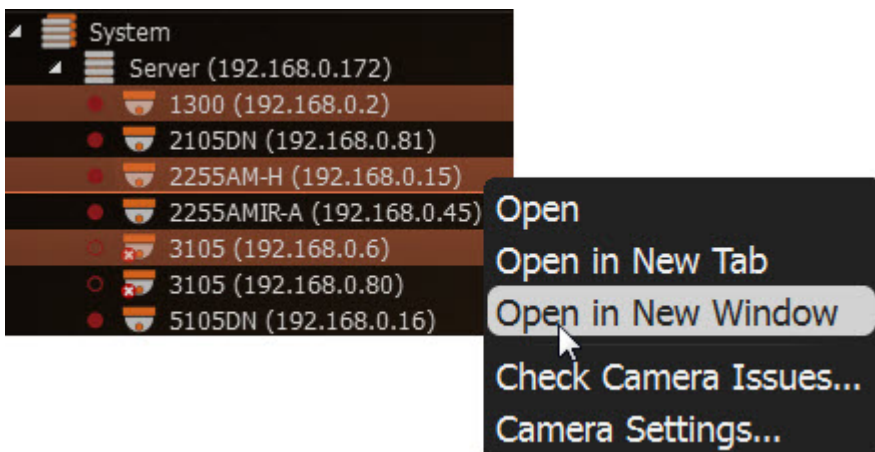 System
Server (192.168.0.172)
1300 (192.168.0.2)
2105DN (192.168.0.81)
2255AM-H (192.168.0.15)
2255AMIR-A (192.168.0.45)
3105 (192.168.0.6)
3105 (192.168.0.80)
5105DN (192.168.0.16)
Open
Open in New Tab
Open in New Window
Check Camera Issues...
Camera Settings...